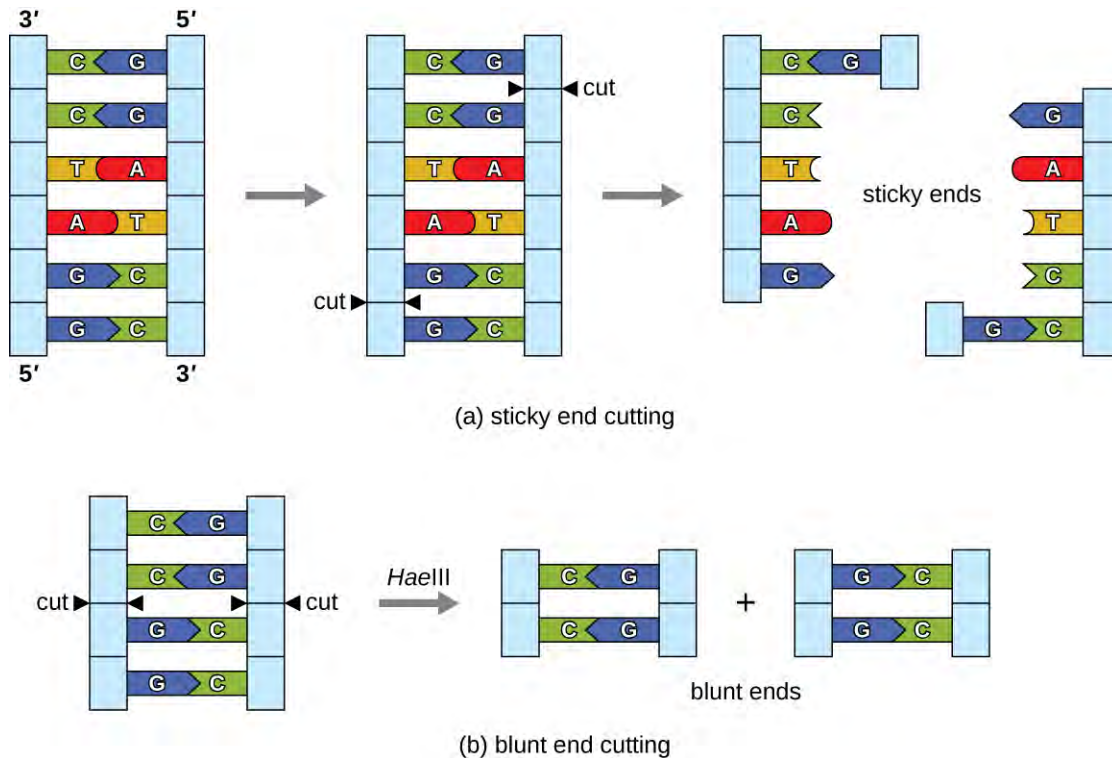 3′ 5′
C G C G C G
cut
C G C G C G
T A T A T A
sticky ends
A T A T A T
G C G C G C
cut
G C G C G C
5′ 3′
(a) sticky end cutting
C G
HaeIII
C G C G G C
cut cut
+
G C C G G C
blunt ends
G C
(b) blunt end cutting